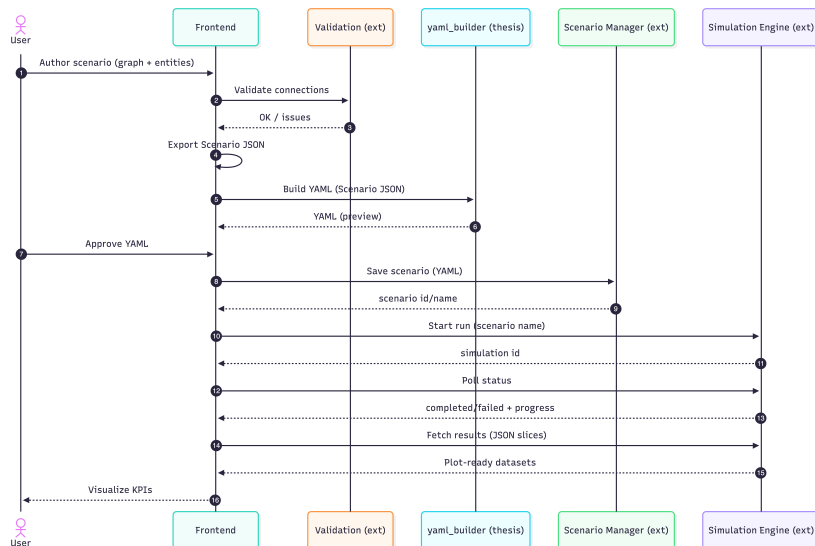 User
Frontend
Validation (ext)
yaml_builder (thesis)
Scenario Manager (ext)
Simulation Engine (ext)
1 Author scenario (graph + entities)
2 Validate connections
OK / issues 3
Export Scenario JSON
4
5 Build YAML (Scenario JSON)
YAML (preview) 6
7 Approve YAML
8 Save scenario (YAML)
scenario id/name 9
10 Start run (scenario name)
simulation id 11
12 Poll status
completed/failed + progress 13
14 Fetch results (JSON slices)
Plot-ready datasets 15
Visualize KPIs 16
User
Frontend
Validation (ext)
yaml_builder (thesis)
Scenario Manager (ext)
Simulation Engine (ext)